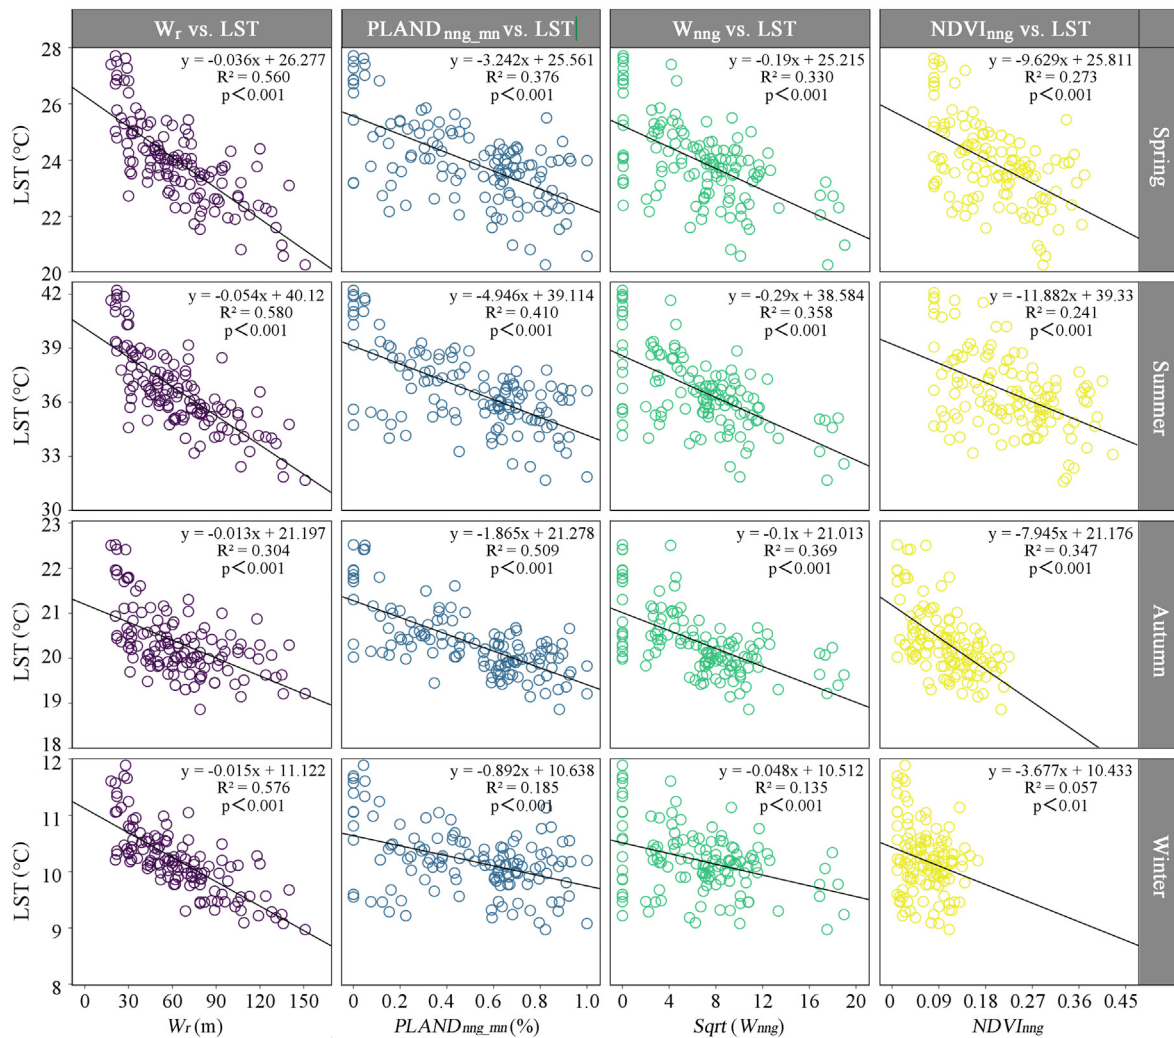 Wr vs. LST
PLANDnng_mn vs. LST
Wnng vs. LST
NDVInng vs. LST
28
26
24
22
20
LST (°C)
y = -0.036x + 26.277
R² = 0.560
p<0.001
y = -3.242x + 25.561
R² = 0.376
p<0.001
y = -0.19x + 25.215
R² = 0.330
p<0.001
y = -9.629x + 25.811
R² = 0.273
p<0.001
Spring
42
39
36
33
30
LST (°C)
y = -0.054x + 40.12
R² = 0.580
p<0.001
y = -4.946x + 39.114
R² = 0.410
p<0.001
y = -0.29x + 38.584
R² = 0.358
p<0.001
y = -11.882x + 39.33
R² = 0.241
p<0.001
Summer
23
22
21
20
19
18
LST (°C)
y = -0.013x + 21.197
R² = 0.304
p<0.001
y = -1.865x + 21.278
R² = 0.509
p<0.001
y = -0.1x + 21.013
R² = 0.369
p<0.001
y = -7.945x + 21.176
R² = 0.347
p<0.001
Autumn
12
11
10
9
8
LST (°C)
y = -0.015x + 11.122
R² = 0.576
p<0.001
y = -0.892x + 10.638
R² = 0.185
p<0.001
y = -0.048x + 10.512
R² = 0.135
p<0.001
y = -3.677x + 10.433
R² = 0.057
p<0.01
Winter
0 30 60 90 120 150
0 0.2 0.4 0.6 0.8 1.0
0 4 8 12 16 20
0 0.09 0.18 0.27 0.36 0.45
Wr (m)
PLANDnng_mn (%)
Sqrt (Wnng)
NDVInng